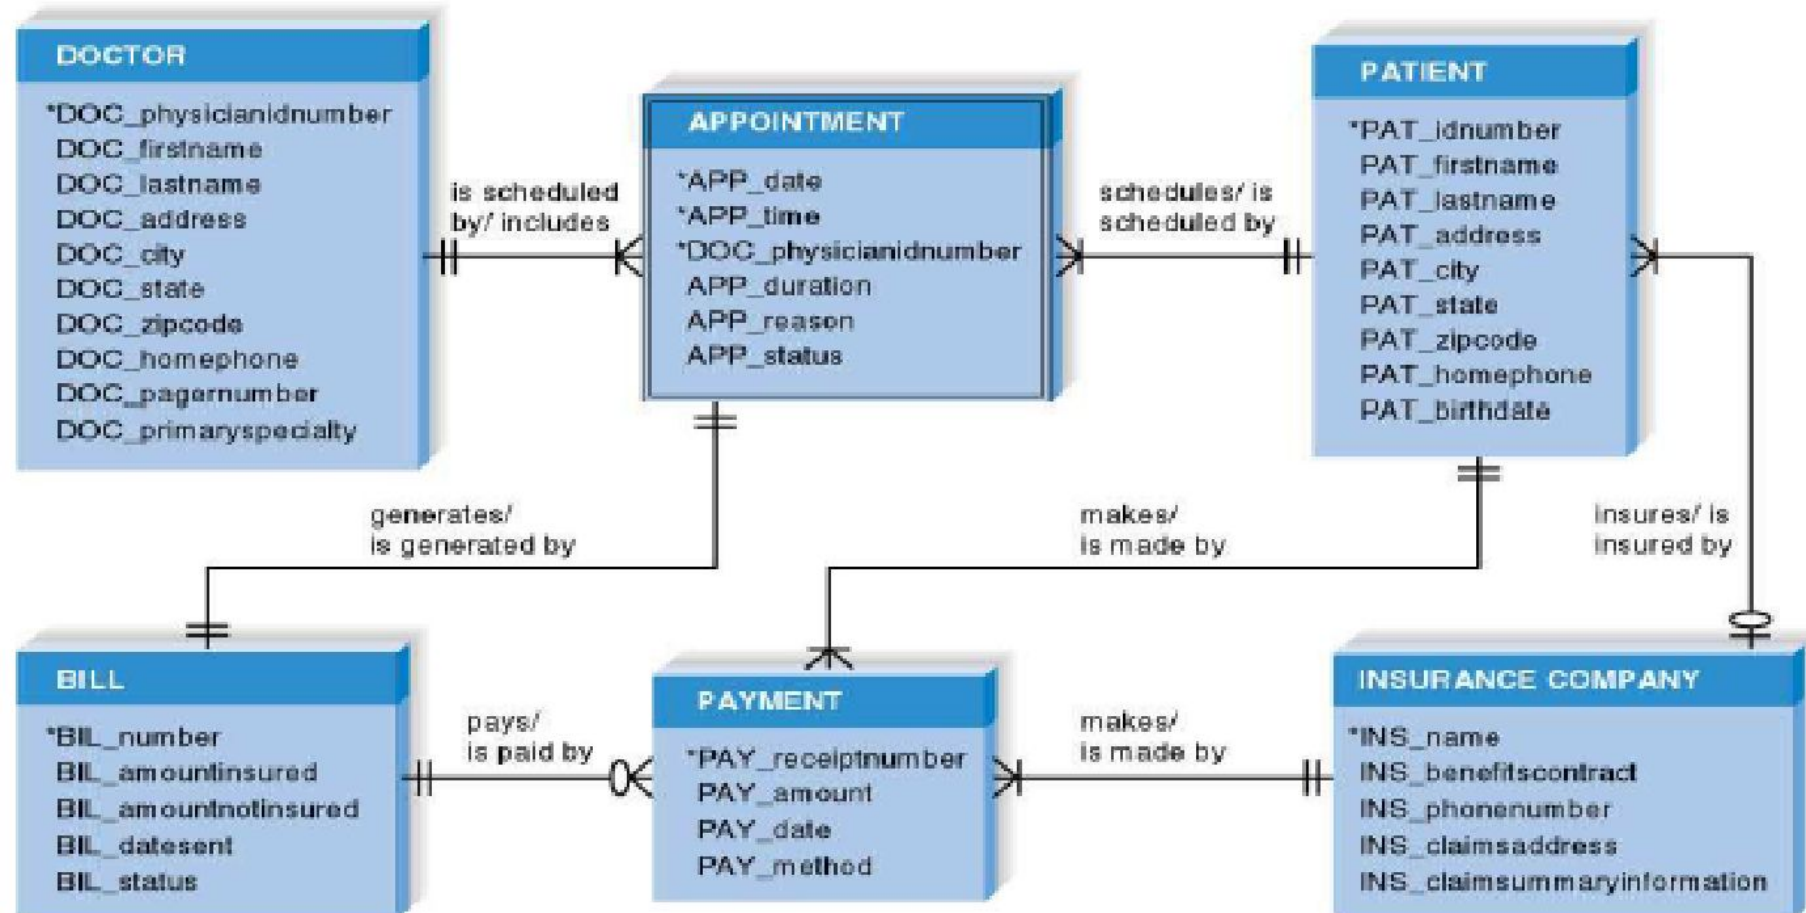 DOCTOR
*DOC_physicianidnumber
DOC_firstname
DOC_lastname
DOC_address
DOC_city
DOC_state
DOC_zipcode
DOC_homephone
DOC_pagernumber
DOC_primaryspecialty
is scheduled
by/ includes
APPOINTMENT
*APP_date
*APP_time
*DOC_physicianidnumber
APP_duration
APP_reason
APP_status
schedules/ is
scheduled by
PATIENT
*PAT_idnumber
PAT_firstname
PAT_lastname
PAT_address
PAT_city
PAT_state
PAT_zipcode
PAT_homephone
PAT_birthdate
generates/
is generated by
makes/
is made by
insures/ is
insured by
BILL
*BIL_number
BIL_amountinsured
BIL_amountnotinsured
BIL_datesent
BIL_status
pays/
is paid by
PAYMENT
*PAY_receiptnumber
PAY_amount
PAY_date
PAY_method
makes/
is made by
INSURANCE COMPANY
*INS_name
INS_benefitscontract
INS_phonenumber
INS_claimsaddress
INS_claimsummaryinformation